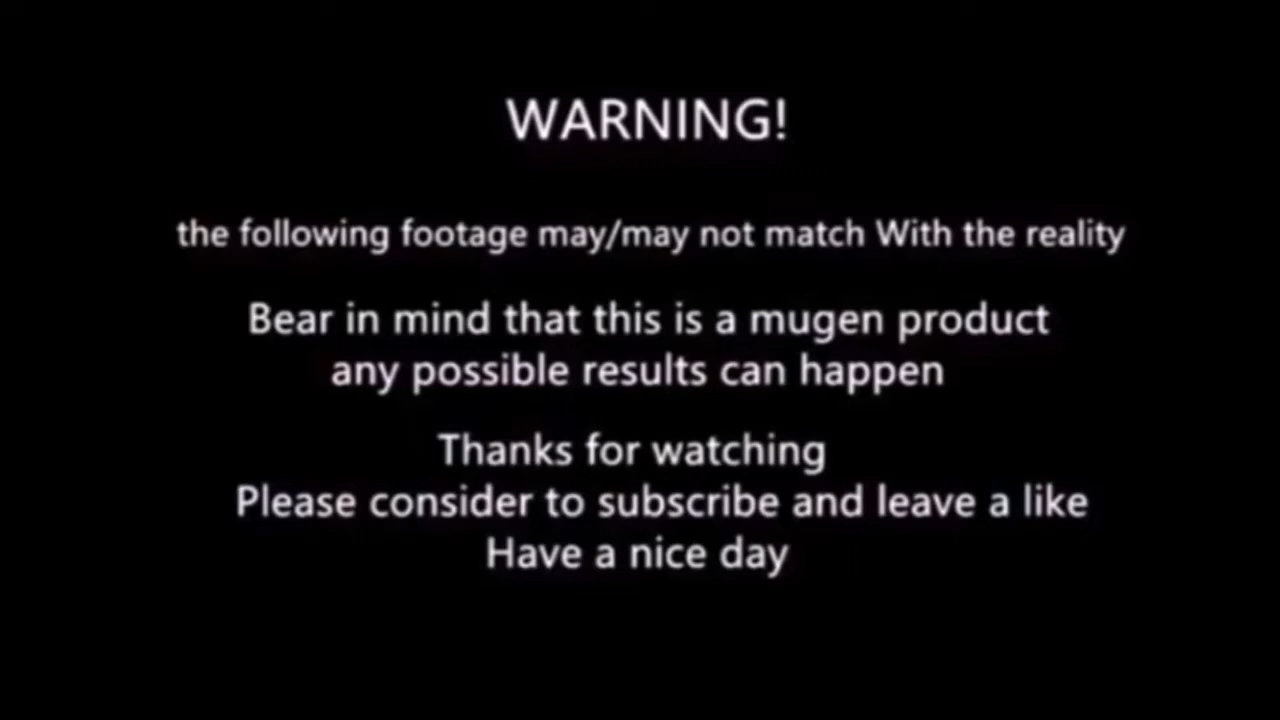 WARNING!
the following footage may/may not match With the reality
Bear in mind that this is a mugen product
any possible results can happen
Thanks for watching
Please consider to subscribe and leave a like
Have a nice day